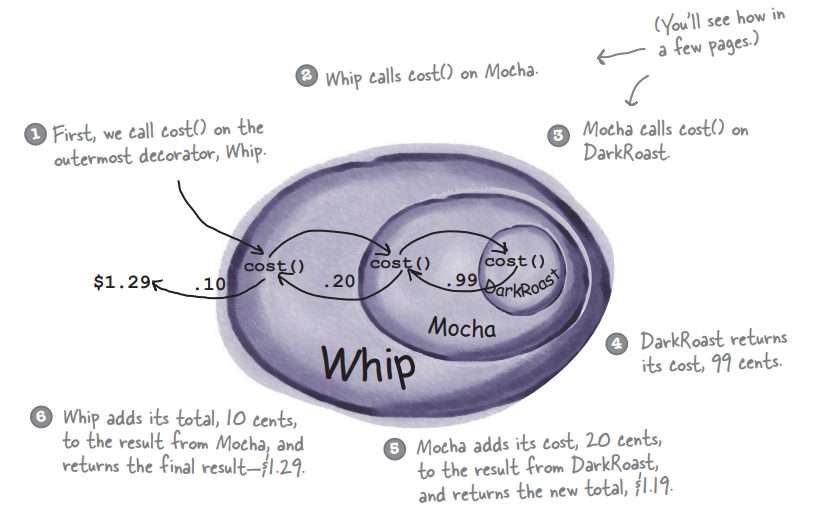 (You'll see how in
a few pages.)
2 Whip calls cost() on Mocha.
1 First, we call cost() on the
outermost decorator, Whip.
3 Mocha calls cost() on
DarkRoast.
cost() cost() cost()
$1.29 .10 .20 .99 DarkRoast
Mocha
Whip
4 DarkRoast returns
its cost, 99 cents.
6 Whip adds its total, 10 cents,
to the result from Mocha, and
returns the final result—$1.29.
5 Mocha adds its cost, 20 cents,
to the result from DarkRoast,
and returns the new total, $1.19.